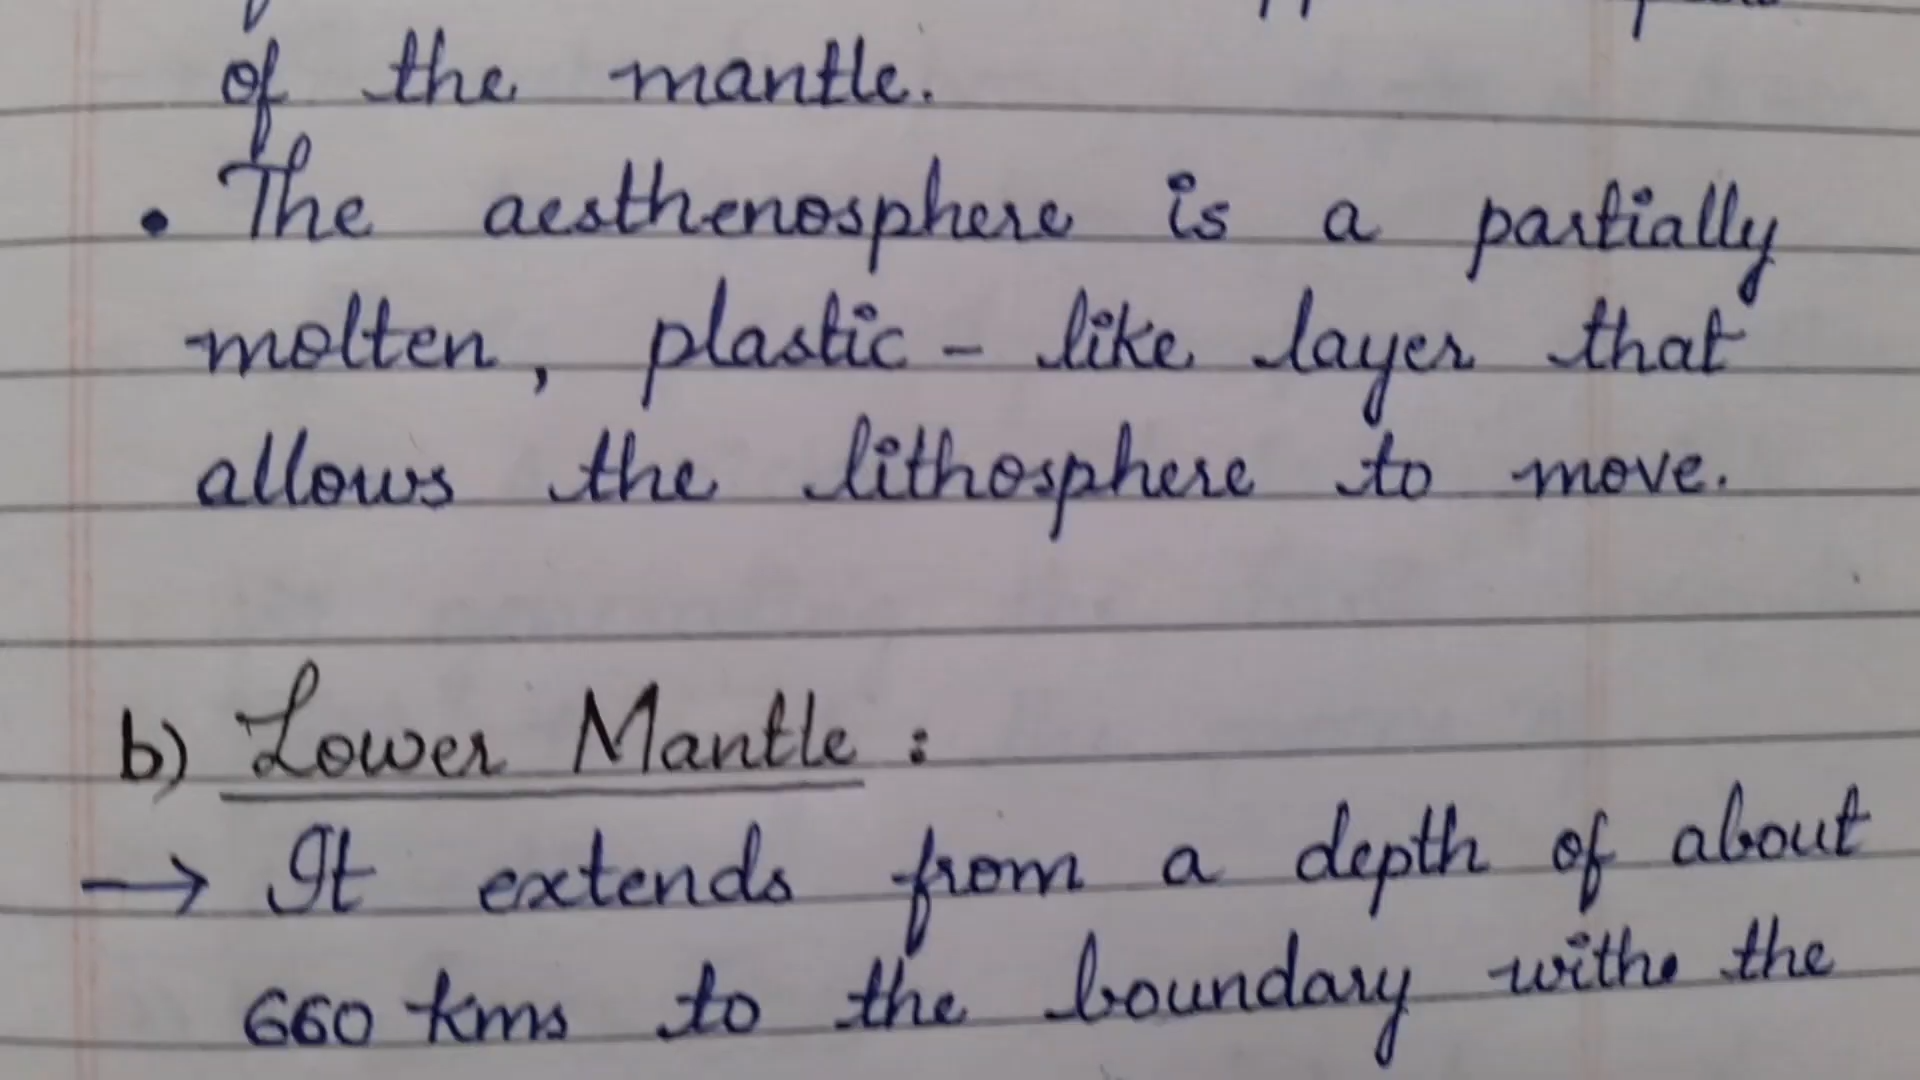 of the mantle.
• The aesthenosphere is a partially
molten, plastic - like layer that
allows the lithosphere to move.
b) Lower Mantle :
→ It extends from a depth of about
660 kms to the boundary with the